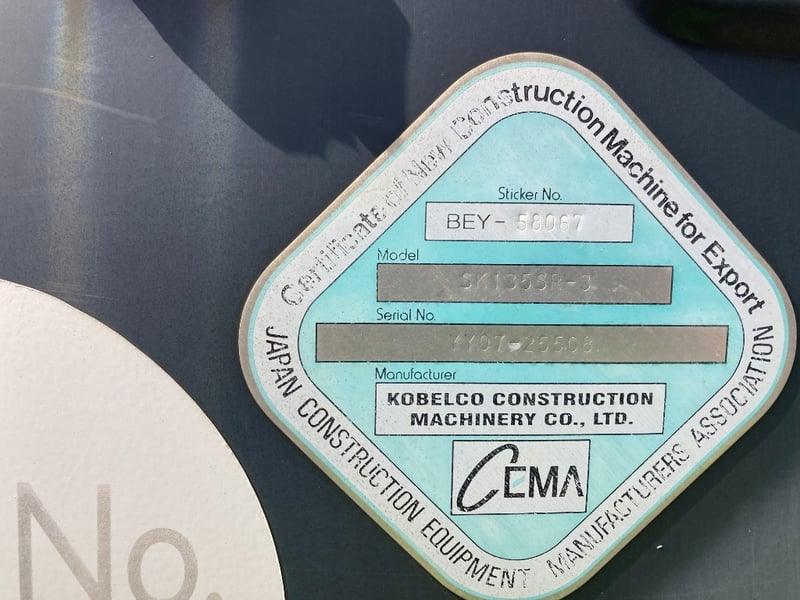 Certificate of New Construction Machine for Export
Sticker No.
BEY- 58067
Model
SK135SR-3
Serial No.
YY07-25508
Manufacturer
KOBELCO CONSTRUCTION
MACHINERY CO., LTD.
CEMA
JAPAN CONSTRUCTION EQUIPMENT MANUFACTURERS ASSOCIATION
No.